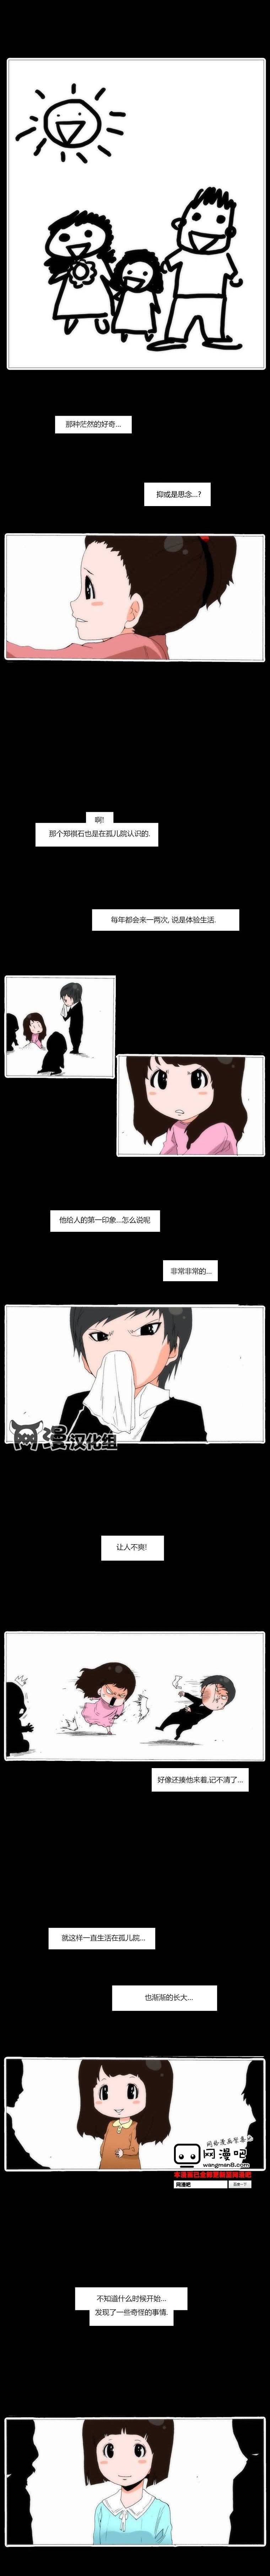 那种茫然的好奇...
抑或是思念...?
啊!
那个郑祺石也是在孤儿院认识的.
每年都会来一两次, 说是体验生活.
他给人的第一印象...怎么说呢
非常非常的...
网漫汉化组
让人不爽!
好像还揍他来着,记不清了...
就这样一直生活在孤儿院...
也渐渐的长大...
网漫吧
wangman8.com
网漫吧
不知道什么时候开始...
发现了一些奇怪的事情.